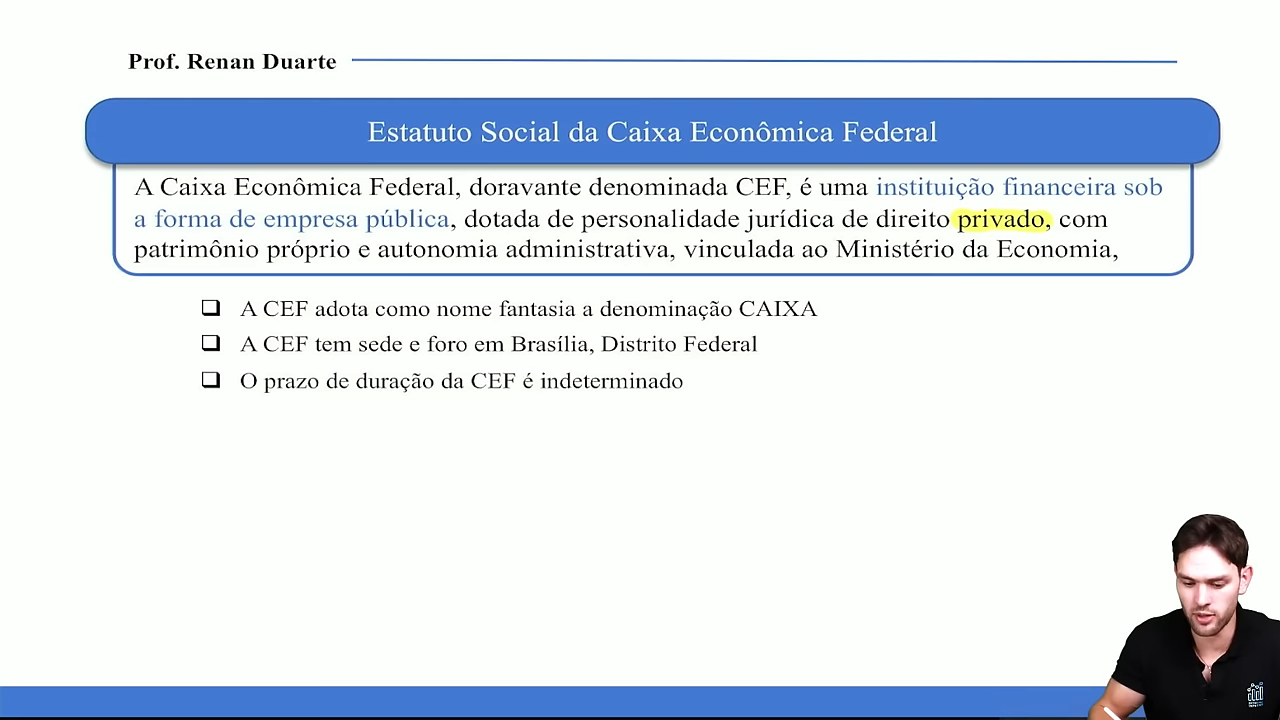 Prof. Renan Duarte
Estatuto Social da Caixa Econômica Federal
A Caixa Econômica Federal, doravante denominada CEF, é uma instituição financeira sob
a forma de empresa pública, dotada de personalidade jurídica de direito privado, com
patrimônio próprio e autonomia administrativa, vinculada ao Ministério da Economia,
A CEF adota como nome fantasia a denominação CAIXA
A CEF tem sede e foro em Brasília, Distrito Federal
O prazo de duração da CEF é indeterminado